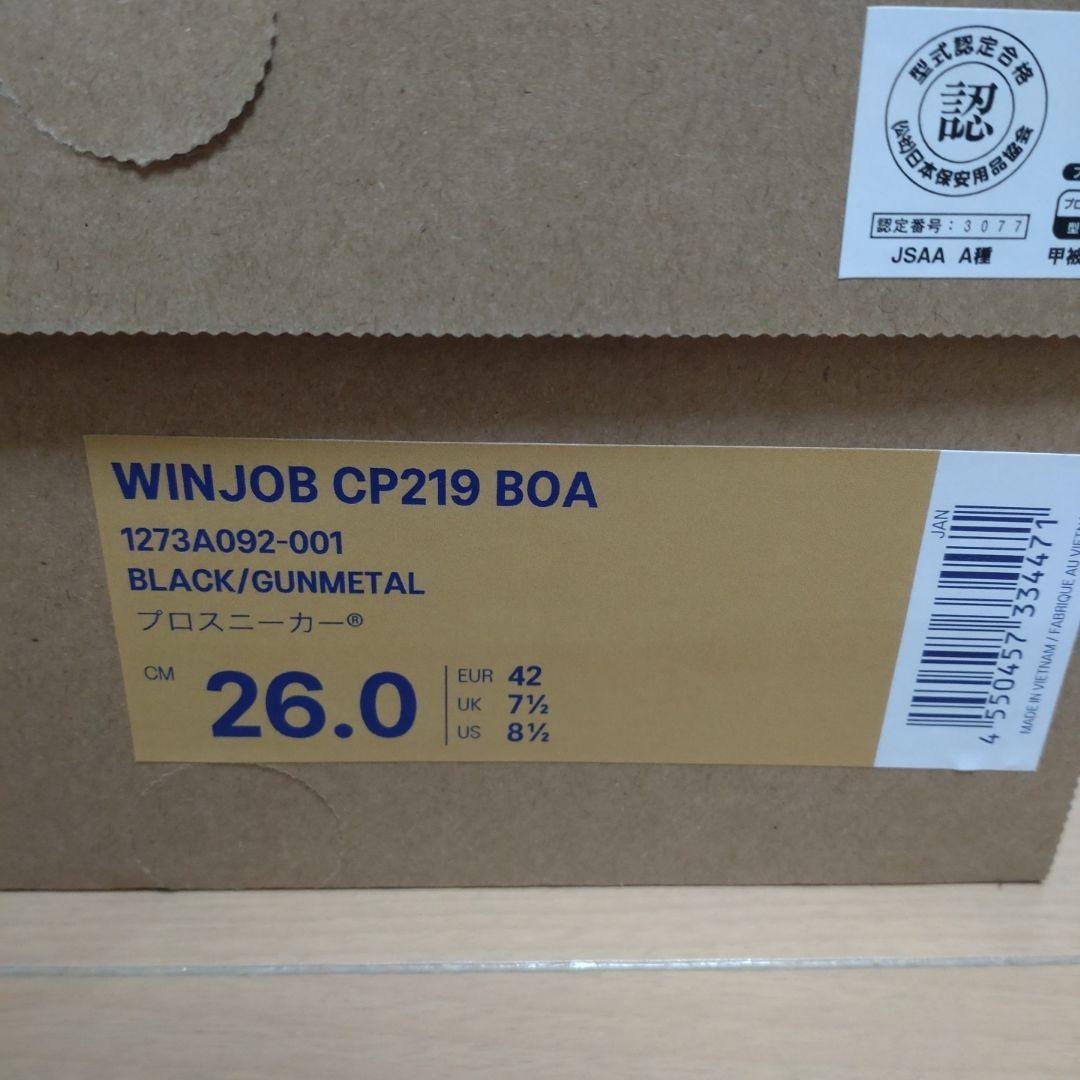 型式認定合格
認
(公社)日本保安用品協会
認定番号:3077
JSAA A種
甲被
WINJOB CP219 BOA
1273A092-001
BLACK/GUNMETAL
プロスニーカー®
CM 26.0
EUR 42
UK 7½
US 8½
JAN
4 550457 334471
MADE IN VIETNAM / FABRIQUE AU VIETN